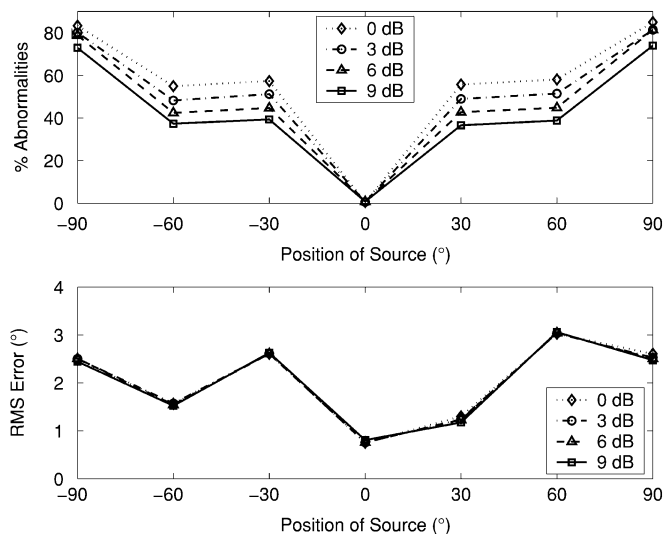 % Abnormalities
80
60
40
20
0
0 dB
3 dB
6 dB
9 dB
−90 −60 −30 0 30 60 90
Position of Source (°)
RMS Error (°)
4
3
2
1
0
0 dB
3 dB
6 dB
9 dB
−90 −60 −30 0 30 60 90
Position of Source (°)